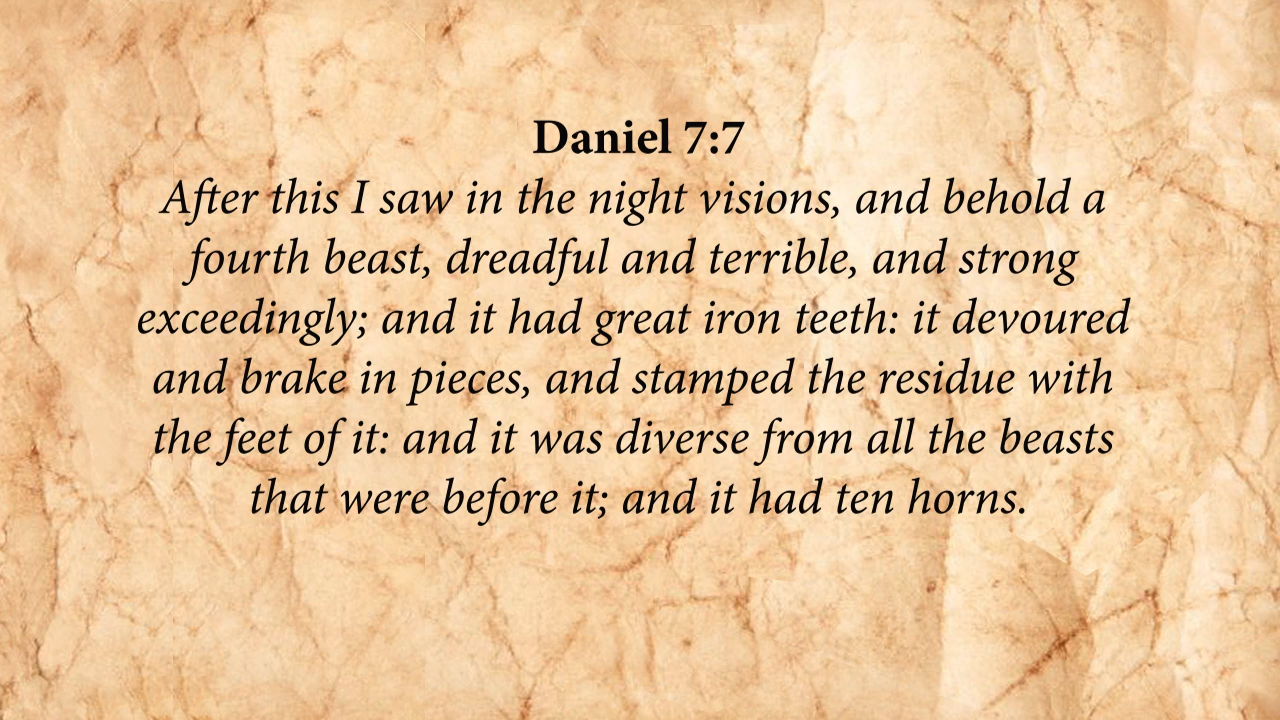 Daniel 7:7
After this I saw in the night visions, and behold a
fourth beast, dreadful and terrible, and strong
exceedingly; and it had great iron teeth: it devoured
and brake in pieces, and stamped the residue with
the feet of it: and it was diverse from all the beasts
that were before it; and it had ten horns.